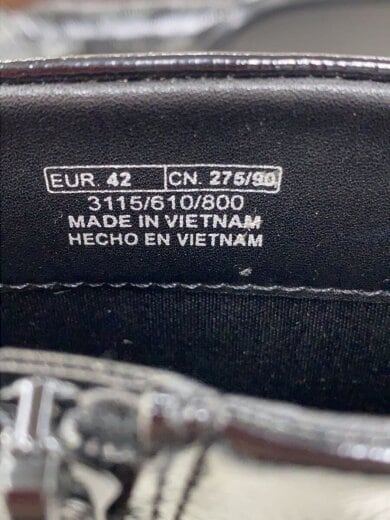 EUR. 42 CN. 275/90
3115/610/800
MADE IN VIETNAM
HECHO EN VIETNAM